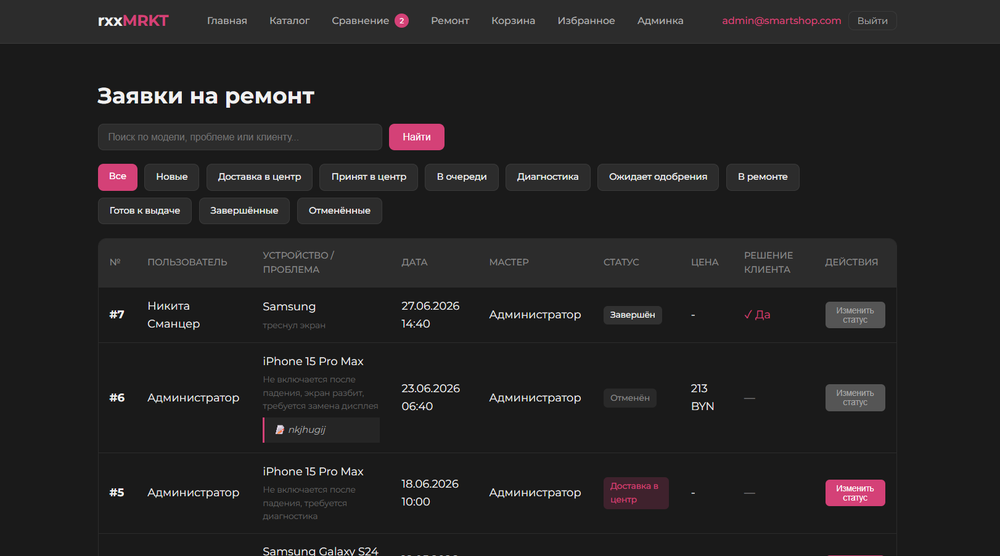 rxxMRKT Главная Каталог Сравнение 2 Ремонт Корзина Избранное Админка admin@smartshop.com Выйти
Заявки на ремонт
Поиск по модели, проблеме или клиенту... Найти
Все Новые Доставка в центр Принят в центр В очереди Диагностика Ожидает одобрения В ремонте
Готов к выдаче Завершённые Отменённые
№ ПОЛЬЗОВАТЕЛЬ УСТРОЙСТВО / ПРОБЛЕМА ДАТА МАСТЕР СТАТУС ЦЕНА РЕШЕНИЕ КЛИЕНТА ДЕЙСТВИЯ
#7
Никита
Сманцер
Samsung
треснул экран
27.06.2026
14:40
Администратор
Завершён
-
✓ Да
Изменить
статус
#6
Администратор
iPhone 15 Pro Max
Не включается после
падения, экран разбит,
требуется замена дисплея
📝 nkjhugij
23.06.2026
06:40
Администратор
Отменён
213
BYN
—
Изменить
статус
#5
Администратор
iPhone 15 Pro Max
Не включается после
падения, требуется
диагностика
18.06.2026
10:00
Администратор
Доставка в
центр
-
—
Изменить
статус
Samsung Galaxy S24